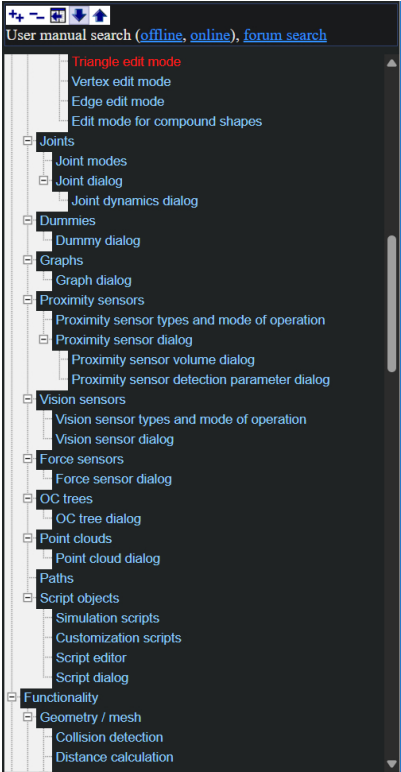 User manual search (offline, online), forum search
Triangle edit mode
Vertex edit mode
Edge edit mode
Edit mode for compound shapes
Joints
Joint modes
Joint dialog
Joint dynamics dialog
Dummies
Dummy dialog
Graphs
Graph dialog
Proximity sensors
Proximity sensor types and mode of operation
Proximity sensor dialog
Proximity sensor volume dialog
Proximity sensor detection parameter dialog
Vision sensors
Vision sensor types and mode of operation
Vision sensor dialog
Force sensors
Force sensor dialog
OC trees
OC tree dialog
Point clouds
Point cloud dialog
Paths
Script objects
Simulation scripts
Customization scripts
Script editor
Script dialog
Functionality
Geometry / mesh
Collision detection
Distance calculation